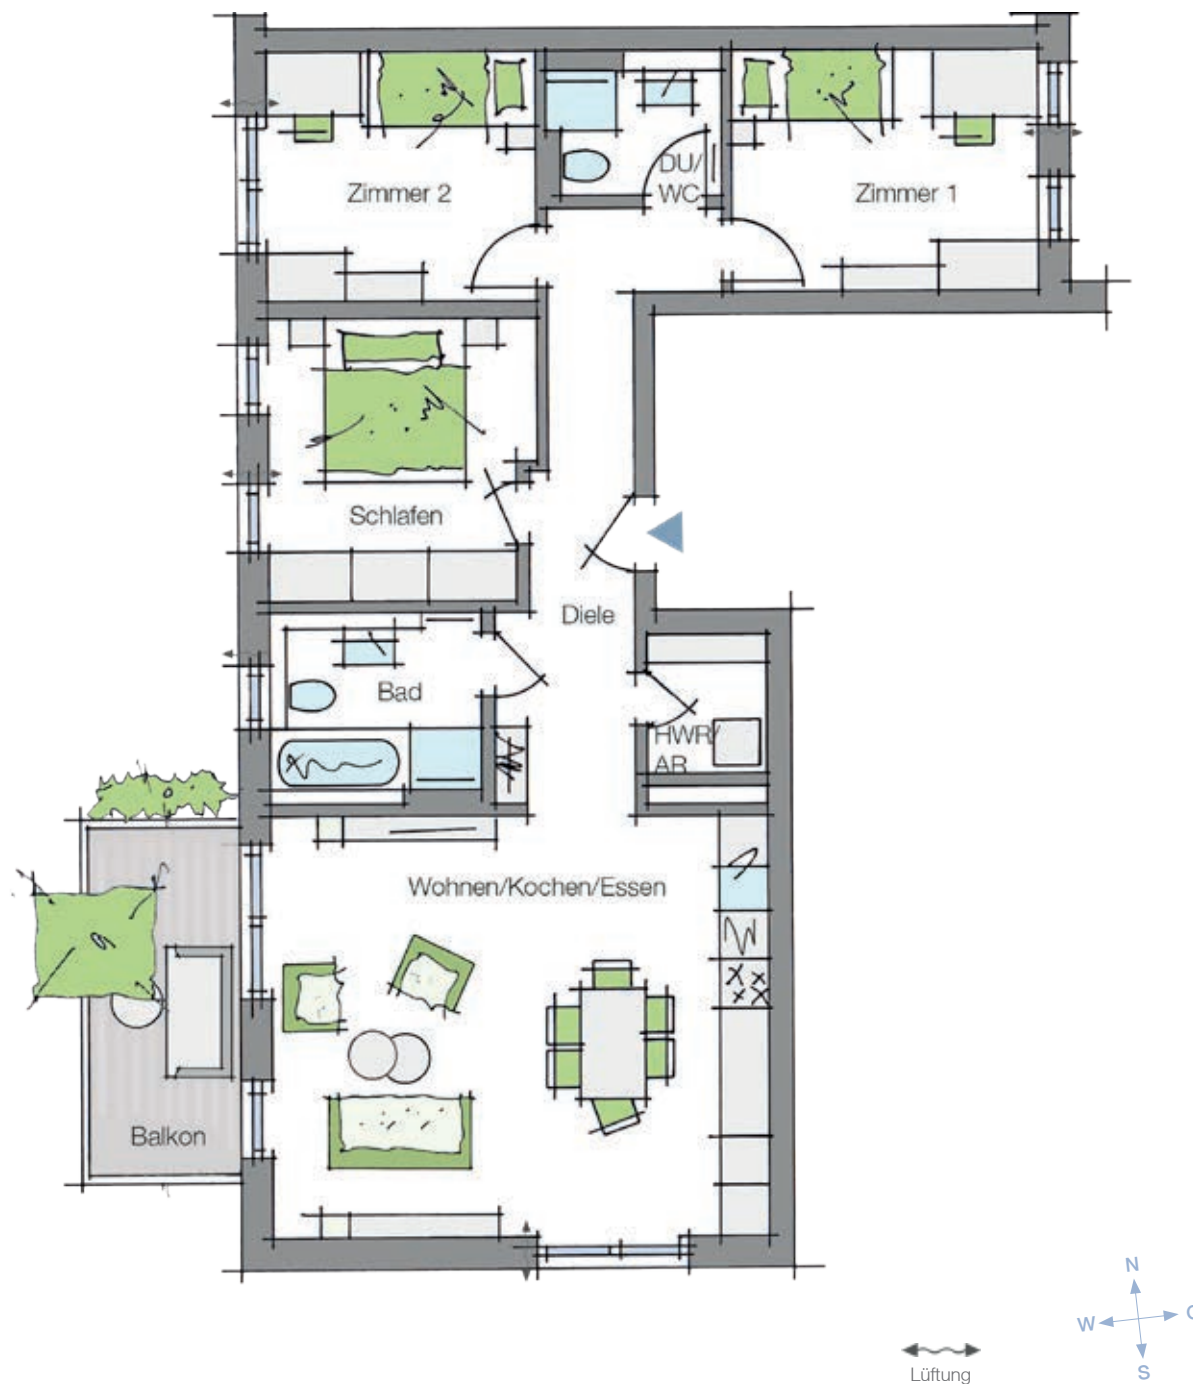 DU/
WC
Zimmer 2
Zimmer 1
Schlafen
Diele
Bad
HWR/
AR
Wohnen/Kochen/Essen
Balkon
N
W
S
Lüftung